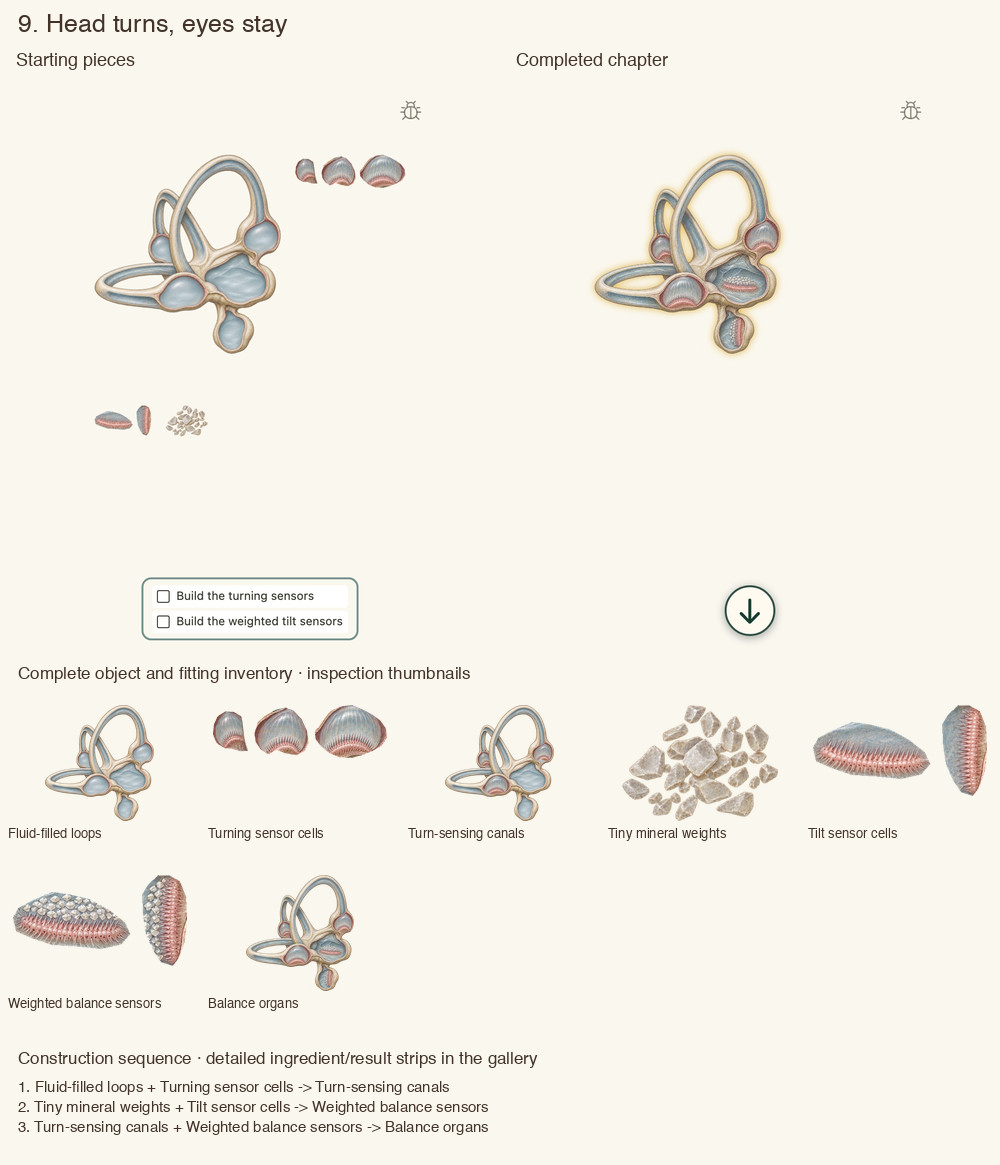 9. Head turns, eyes stay
Starting pieces
Completed chapter
Build the turning sensors
Build the weighted tilt sensors
Complete object and fitting inventory · inspection thumbnails
Fluid-filled loops
Turning sensor cells
Turn-sensing canals
Tiny mineral weights
Tilt sensor cells
Weighted balance sensors
Balance organs
Construction sequence · detailed ingredient/result strips in the gallery
1. Fluid-filled loops + Turning sensor cells -> Turn-sensing canals
2. Tiny mineral weights + Tilt sensor cells -> Weighted balance sensors
3. Turn-sensing canals + Weighted balance sensors -> Balance organs